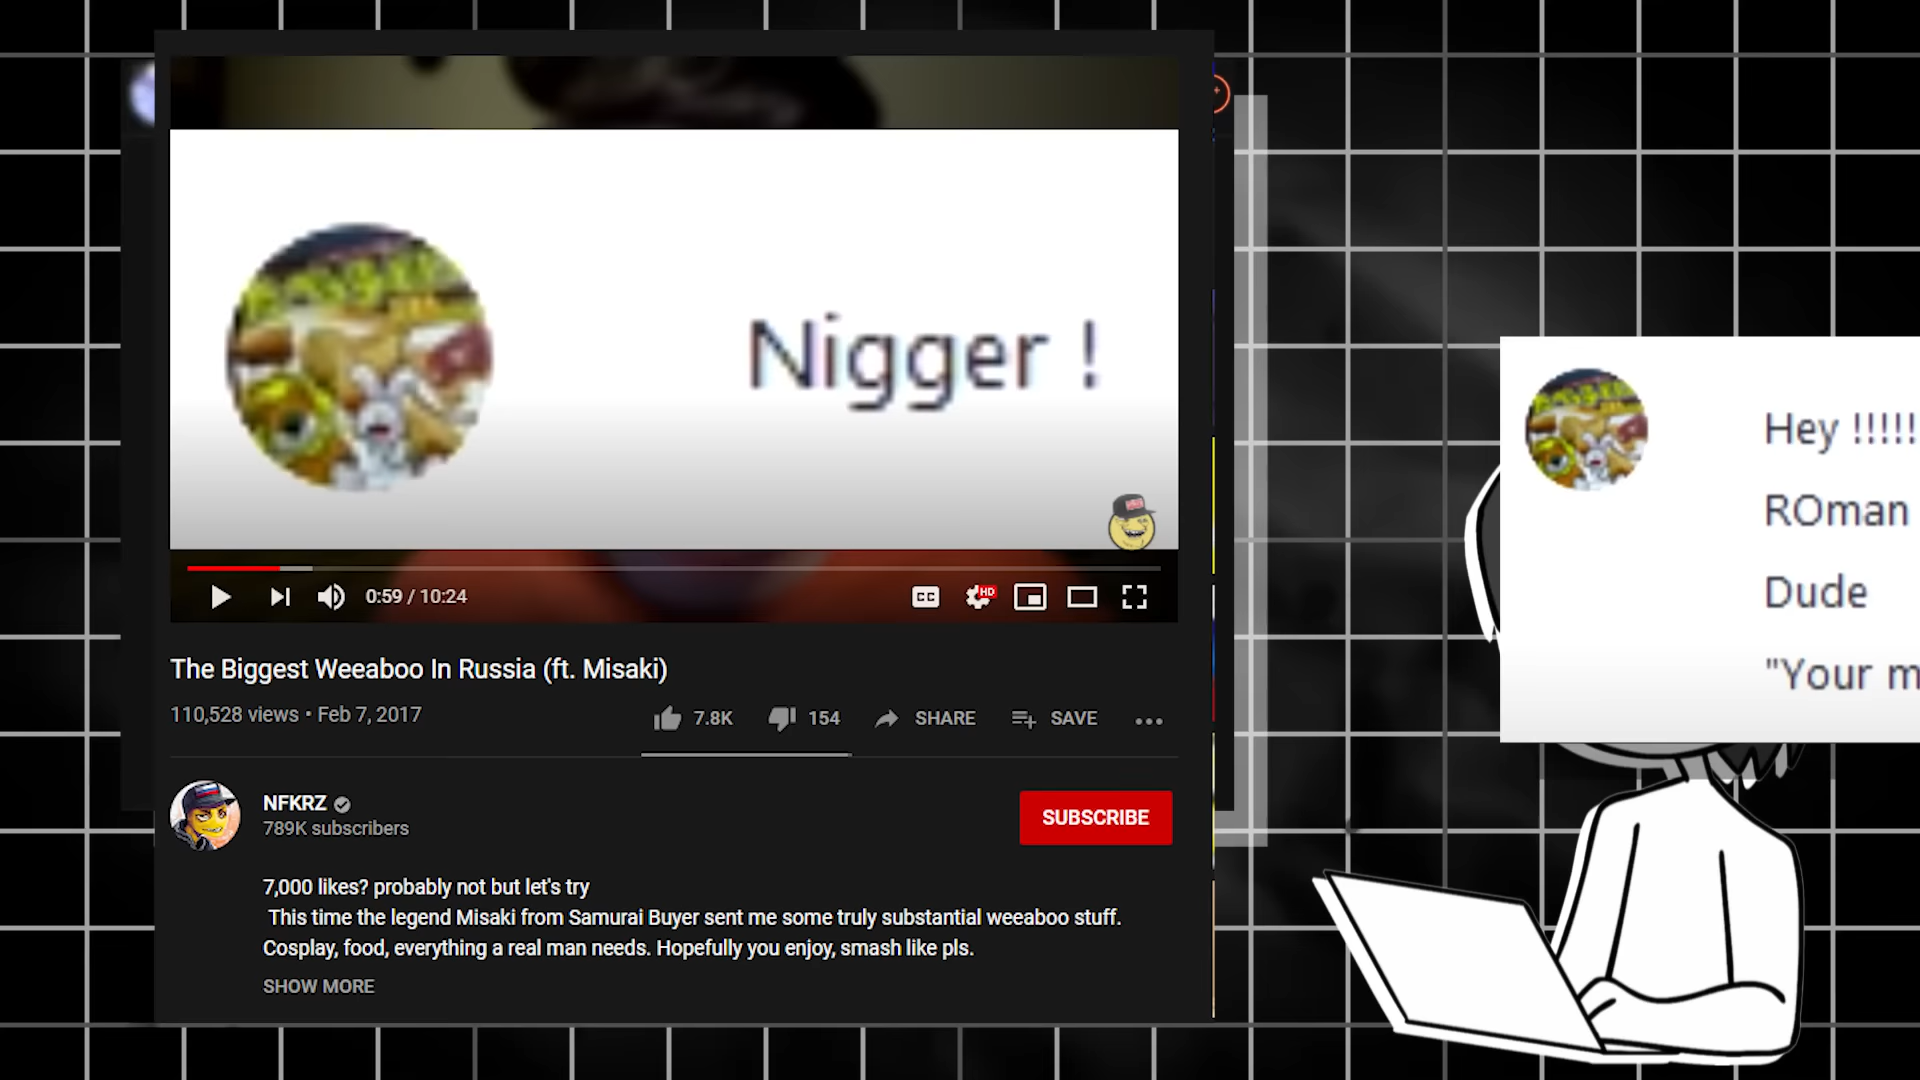 Nigger !
0:59 / 10:24
CC
HD
The Biggest Weeaboo In Russia (ft. Misaki)
110,528 views • Feb 7, 2017
7.8K 154 SHARE SAVE
NFKRZ
789K subscribers
SUBSCRIBE
7,000 likes? probably not but let's try
This time the legend Misaki from Samurai Buyer sent me some truly substantial weeaboo stuff.
Cosplay, food, everything a real man needs. Hopefully you enjoy, smash like pls.
SHOW MORE
Hey !!!!!
ROman
Dude
"Your m